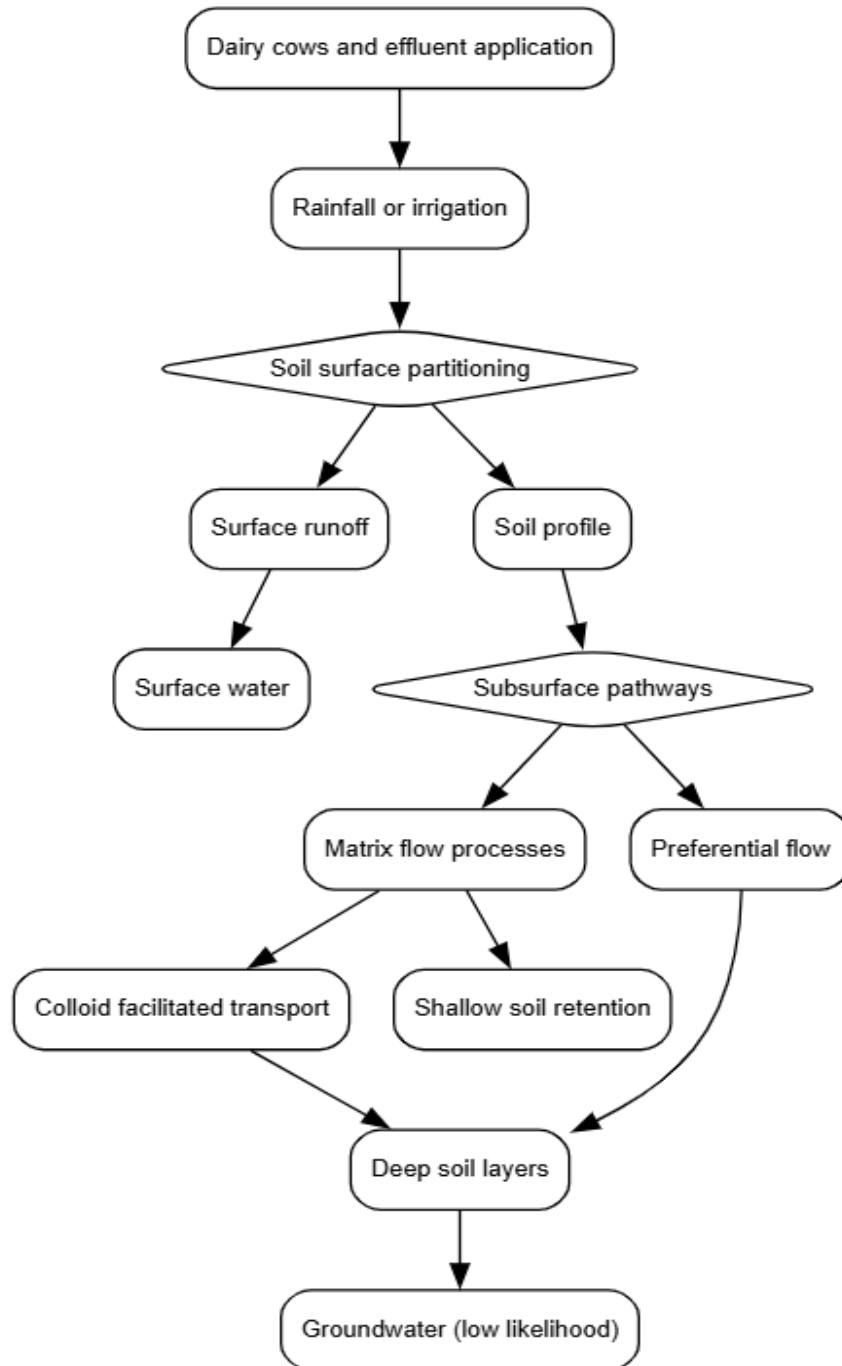 Dairy cows and effluent application
Rainfall or irrigation
Soil surface partitioning
Surface runoff
Soil profile
Surface water
Subsurface pathways
Matrix flow processes
Preferential flow
Colloid facilitated transport
Shallow soil retention
Deep soil layers
Groundwater (low likelihood)